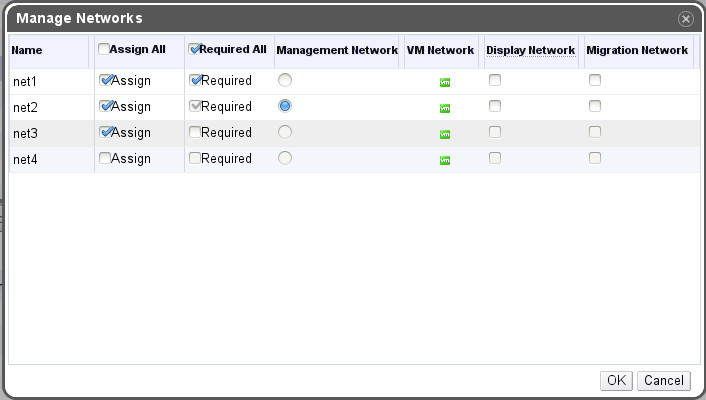 Manage Networks
Name Assign All Required All Management Network VM Network Display Network Migration Network
net1 Assign Required vm
net2 Assign Required vm
net3 Assign Required vm
net4 Assign Required vm
OK Cancel